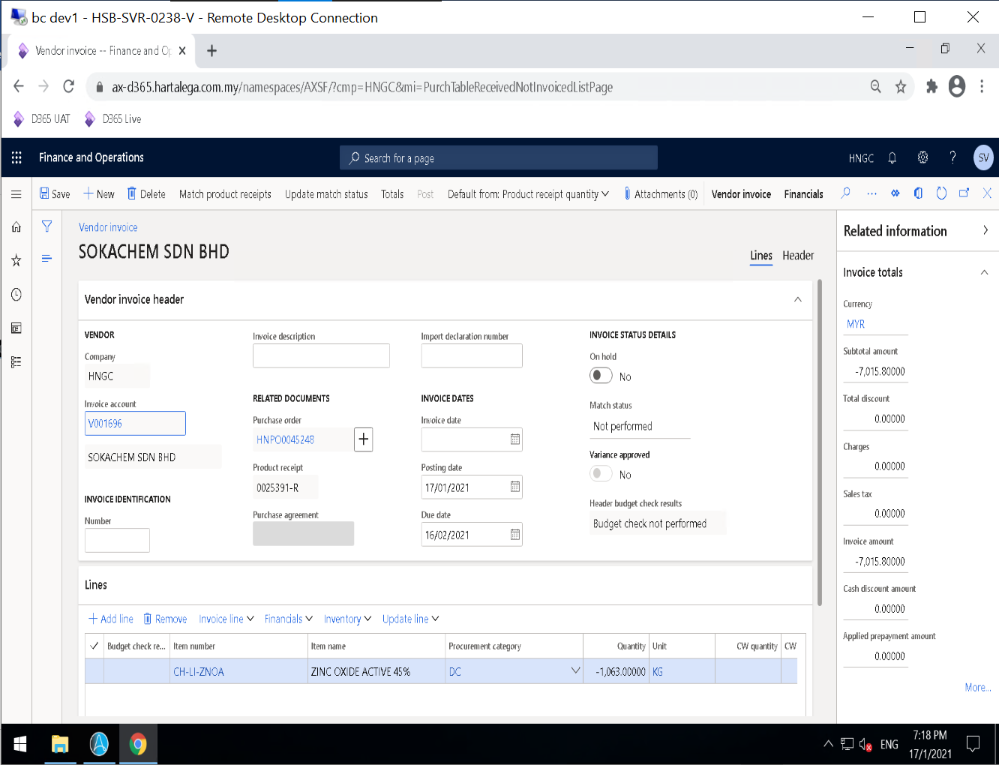 bc dev1 - HSB-SVR-0238-V - Remote Desktop Connection
Vendor invoice -- Finance and Op
ax-d365.hartalega.com.my/namespaces/AXSF/?cmp=HNGC&mi=PurchTableReceivedNotInvoicedListPage
D365 UAT D365 Live
Finance and Operations Search for a page HNGC ? SV
Save New Delete Match product receipts Update match status Totals Post Default from: Product receipt quantity Attachments (0) Vendor invoice Financials
Vendor invoice
SOKACHEM SDN BHD
Lines Header
Vendor invoice header
VENDOR
Company
HNGC
Invoice account
V001696
SOKACHEM SDN BHD
INVOICE IDENTIFICATION
Number
Invoice description
RELATED DOCUMENTS
Purchase order
HNPO0045248
Product receipt
0025391-R
Purchase agreement
Import declaration number
INVOICE DATES
Invoice date
Posting date
17/01/2021
Due date
16/02/2021
INVOICE STATUS DETAILS
On hold
No
Match status
Not performed
Variance approved
No
Header budget check results
Budget check not performed
Lines
Add line Remove Invoice line Financials Inventory Update line
Budget check re... Item number Item name Procurement category Quantity Unit CW quantity CW
CH-LI-ZNOA ZINC OXIDE ACTIVE 45% DC -1,063.00000 KG
Related information
Invoice totals
Currency
MYR
Subtotal amount
-7,015.80000
Total discount
0.00000
Charges
0.00000
Sales tax
0.00000
Invoice amount
-7,015.80000
Cash discount amount
0.00000
Applied prepayment amount
0.00000
More...
ENG
7:18 PM
17/1/2021